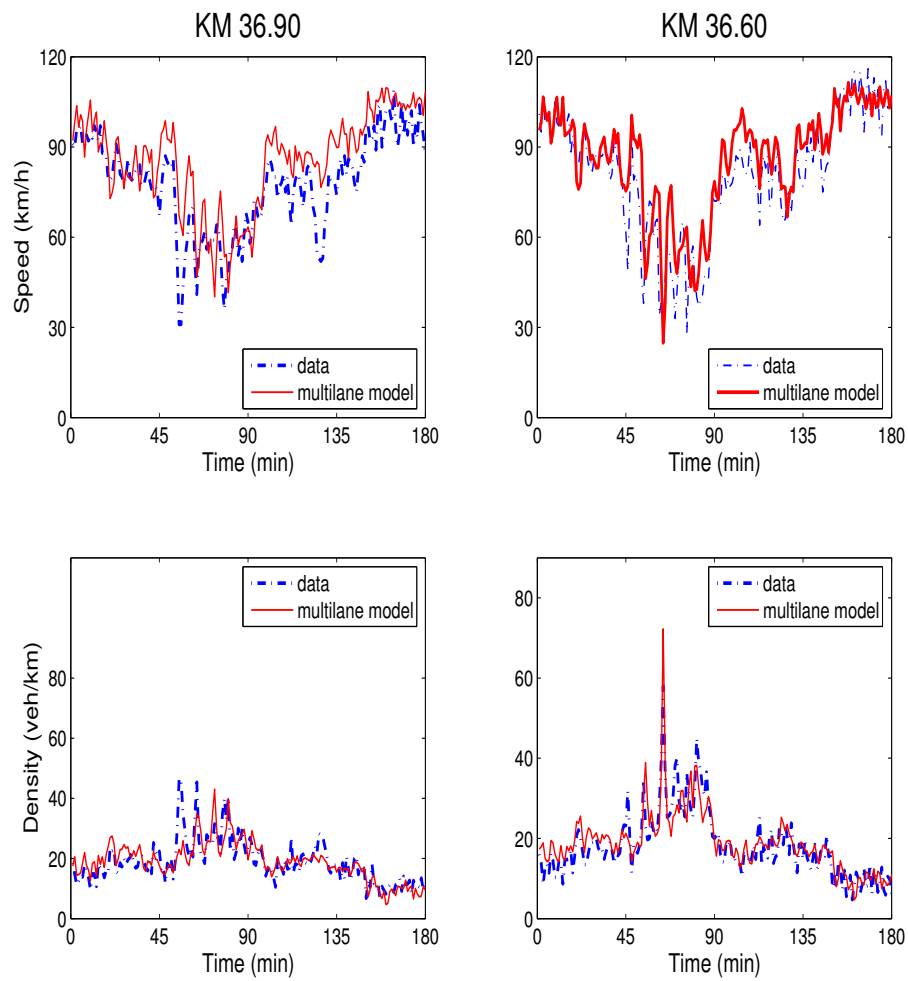 KM 36.90
120
90
60
30
0
Speed (km/h)
data
multilane model
0 45 90 135 180
Time (min)
KM 36.60
120
90
60
30
0
data
multilane model
0 45 90 135 180
Time (min)
80
60
40
20
0
Density (veh/km)
data
multilane model
0 45 90 135 180
Time (min)
80
60
40
20
0
data
multilane model
0 45 90 135 180
Time (min)